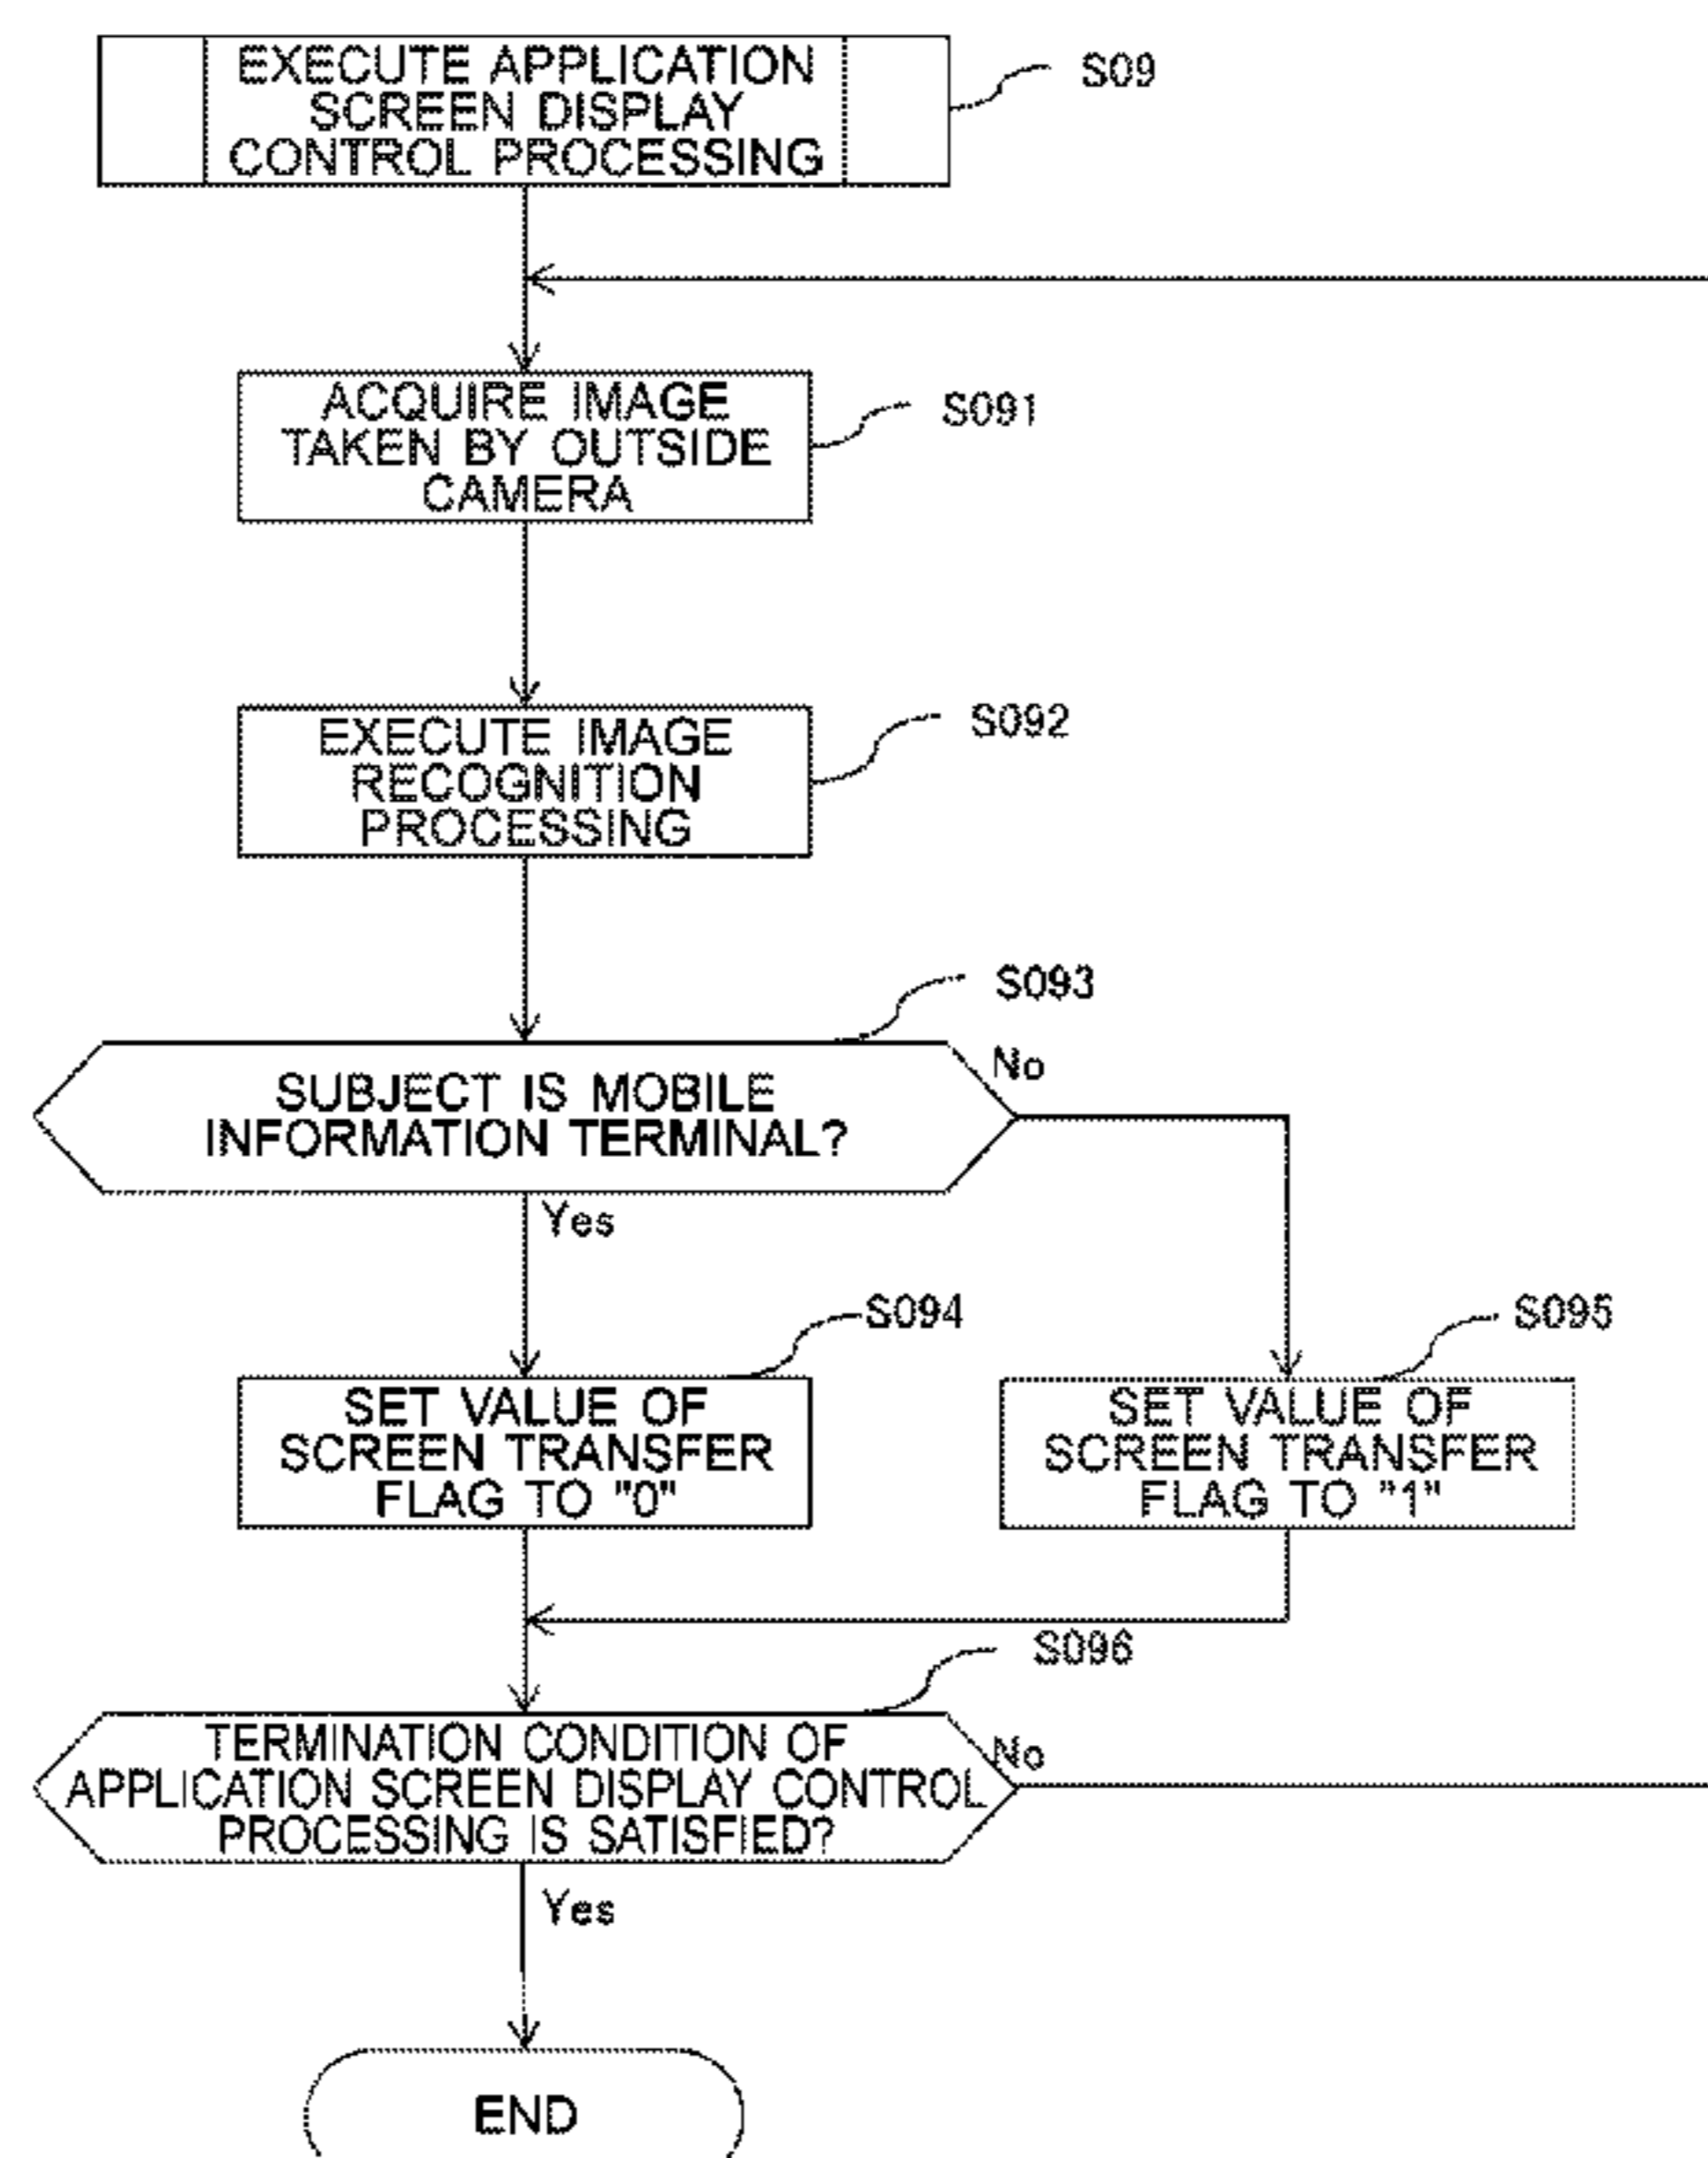 EXECUTE APPLICATION
SCREEN DISPLAY
CONTROL PROCESSING
S09
ACQUIRE IMAGE
TAKEN BY OUTSIDE
CAMERA
S091
EXECUTE IMAGE
RECOGNITION
PROCESSING
S092
S093
SUBJECT IS MOBILE
INFORMATION TERMINAL?
No
Yes
S094
SET VALUE OF
SCREEN TRANSFER
FLAG TO "0"
S095
SET VALUE OF
SCREEN TRANSFER
FLAG TO "1"
S096
TERMINATION CONDITION OF
APPLICATION SCREEN DISPLAY CONTROL
PROCESSING IS SATISFIED?
No
Yes
END